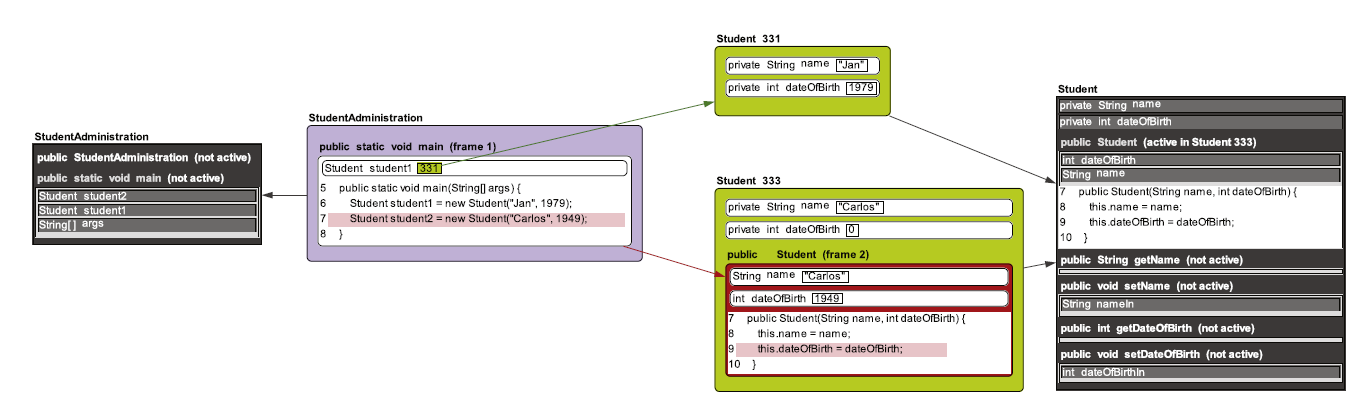 StudentAdministration
public StudentAdministration (not active)
public static void main (not active)
Student student2
Student student1
String[] args
StudentAdministration
public static void main (frame 1)
Student student1 331
5 public static void main(String[] args) {
6 Student student1 = new Student("Jan", 1979);
7 Student student2 = new Student("Carlos", 1949);
8 }
Student 331
private String name "Jan"
private int dateOfBirth 1979
Student 333
private String name "Carlos"
private int dateOfBirth 0
public Student (frame 2)
String name "Carlos"
int dateOfBirth 1949
7 public Student(String name, int dateOfBirth) {
8 this.name = name;
9 this.dateOfBirth = dateOfBirth;
10 }
Student
private String name
private int dateOfBirth
public Student (active in Student 333)
int dateOfBirth
String name
7 public Student(String name, int dateOfBirth) {
8 this.name = name;
9 this.dateOfBirth = dateOfBirth;
10 }
public String getName (not active)
public void setName (not active)
String nameIn
public int getDateOfBirth (not active)
public void setDateOfBirth (not active)
int dateOfBirthIn